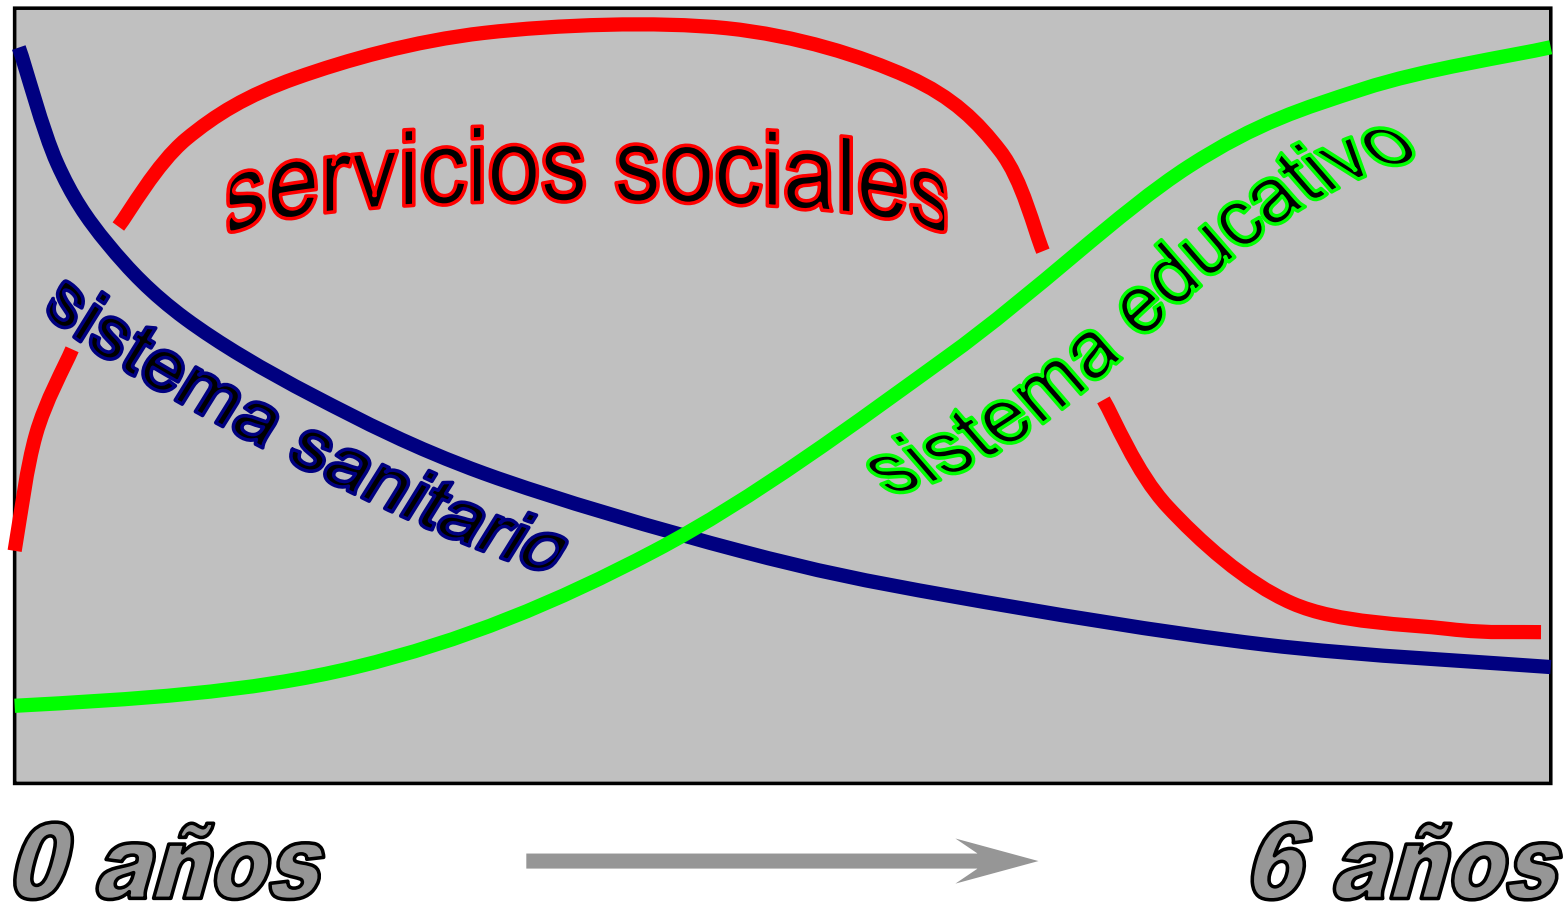 servicios sociales
sistema educativo
sistema sanitario
0 años
6 años